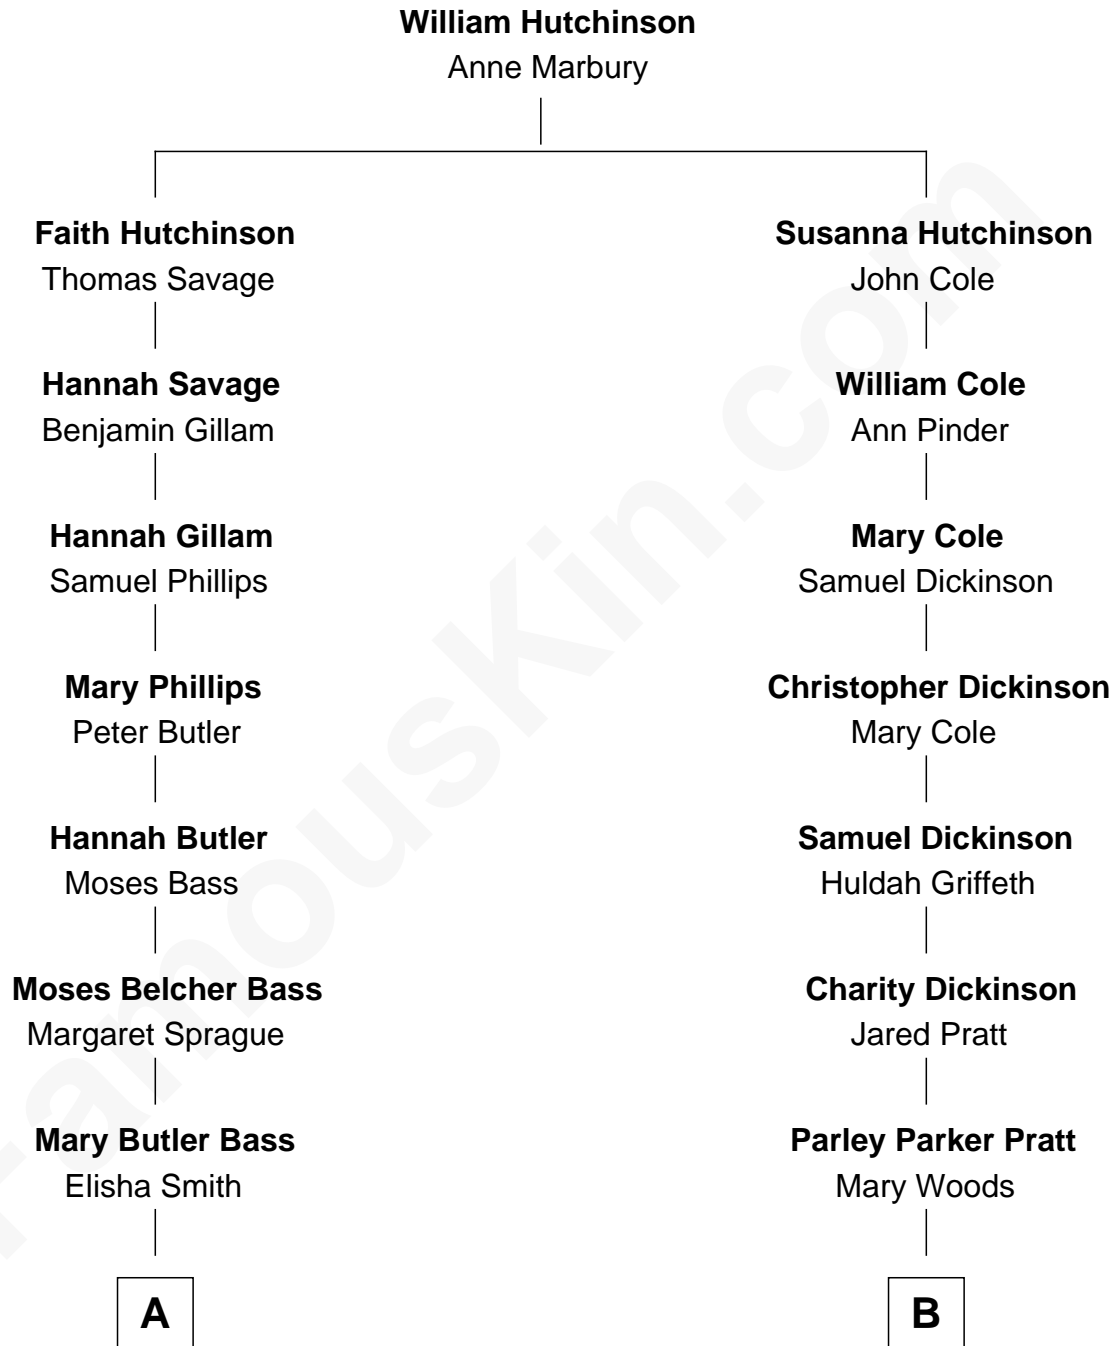 William Hutchinson
Anne Marbury
Faith Hutchinson
Thomas Savage
Susanna Hutchinson
John Cole
Hannah Savage
Benjamin Gillam
William Cole
Ann Pinder
Hannah Gillam
Samuel Phillips
Mary Cole
Samuel Dickinson
Mary Phillips
Peter Butler
Christopher Dickinson
Mary Cole
Hannah Butler
Moses Bass
Samuel Dickinson
Huldah Griffeth
Moses Belcher Bass
Margaret Sprague
Charity Dickinson
Jared Pratt
Mary Butler Bass
Elisha Smith
Parley Parker Pratt
Mary Woods
A
B
FamousKin.com